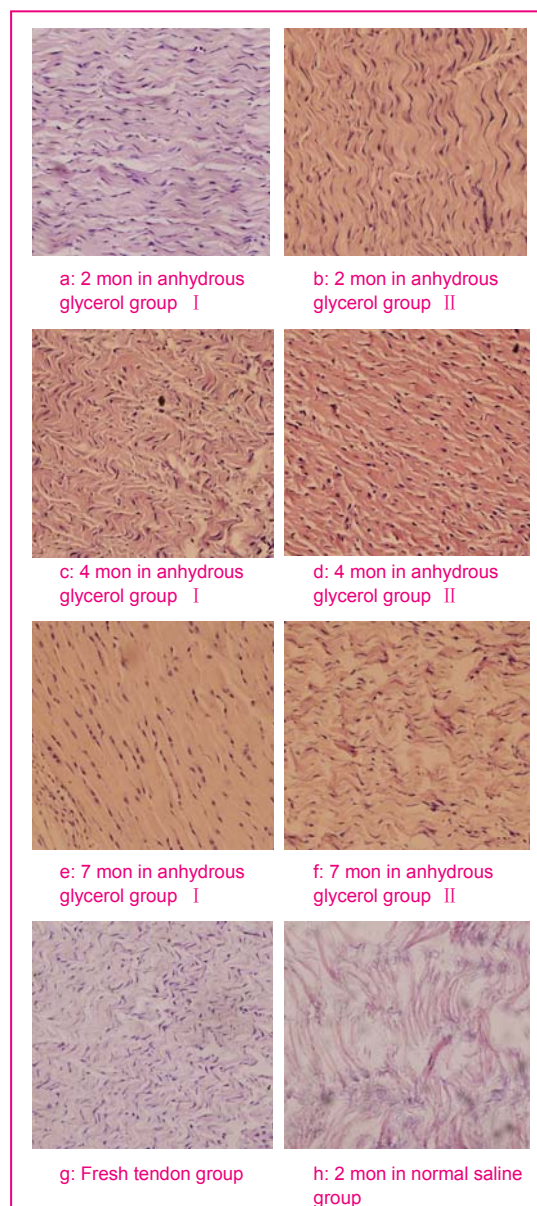 a: 2 mon in anhydrous
glycerol group Ⅰ
b: 2 mon in anhydrous
glycerol group Ⅱ
c: 4 mon in anhydrous
glycerol group Ⅰ
d: 4 mon in anhydrous
glycerol group Ⅱ
e: 7 mon in anhydrous
glycerol group Ⅰ
f: 7 mon in anhydrous
glycerol group Ⅱ
g: Fresh tendon group
h: 2 mon in normal saline
group